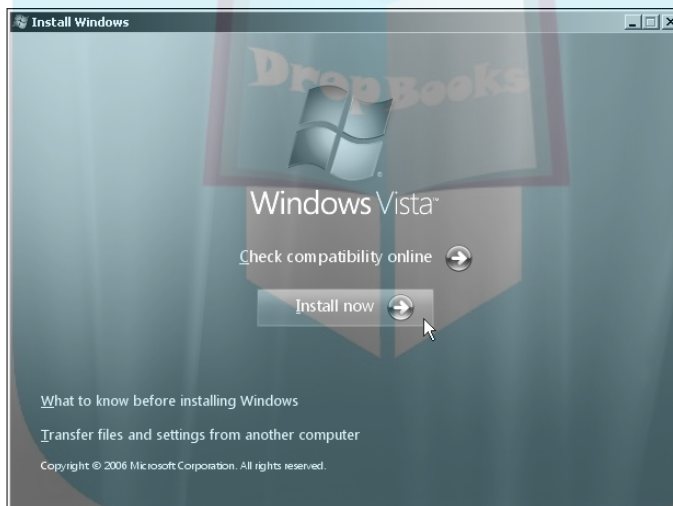 Install Windows
DropBooks
Windows Vista™
Check compatibility online
Install now
What to know before installing Windows
Transfer files and settings from another computer
Copyright © 2006 Microsoft Corporation. All rights reserved.